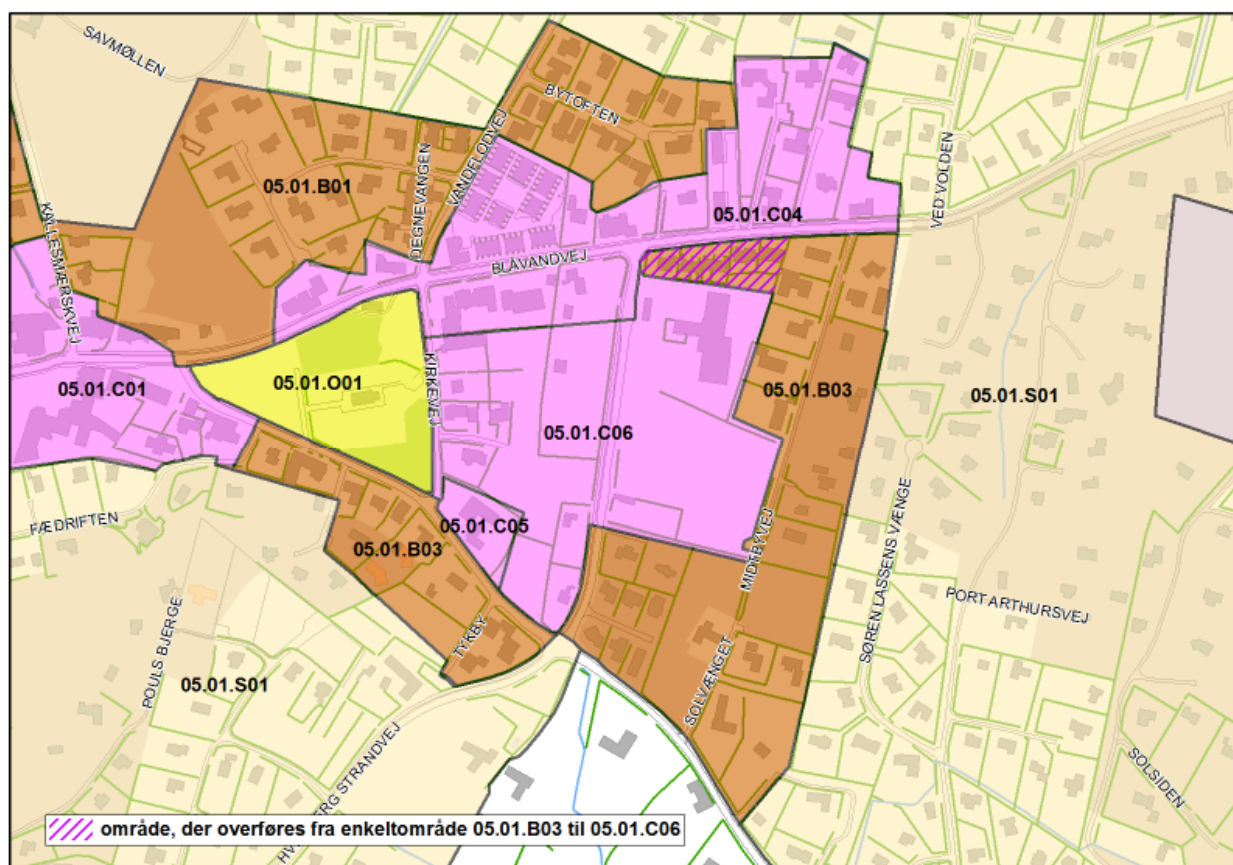 SAVMØLLEN
BYTOFTEN
VANDFLODVEJ
DEGNEVANGEN
VED VOLDEN
05.01.B01
KALLESMÆRSKVEJ
05.01.C04
BLÅVANDVEJ
05.01.O01
05.01.C01
KIRKEVEJ
05.01.B03
05.01.S01
05.01.C06
FÆDRIFTEN
05.01.C05
05.01.B03
MIDTBYVEJ
SØREN LASSENS VÆNGE
PORT ARTHURSVEJ
POULS BJERGE
TYKBY
05.01.S01
SOLVÆNGET
SOLSIDEN
ERG STRANDVEJ
område, der overføres fra enkeltområde 05.01.B03 til 05.01.C06